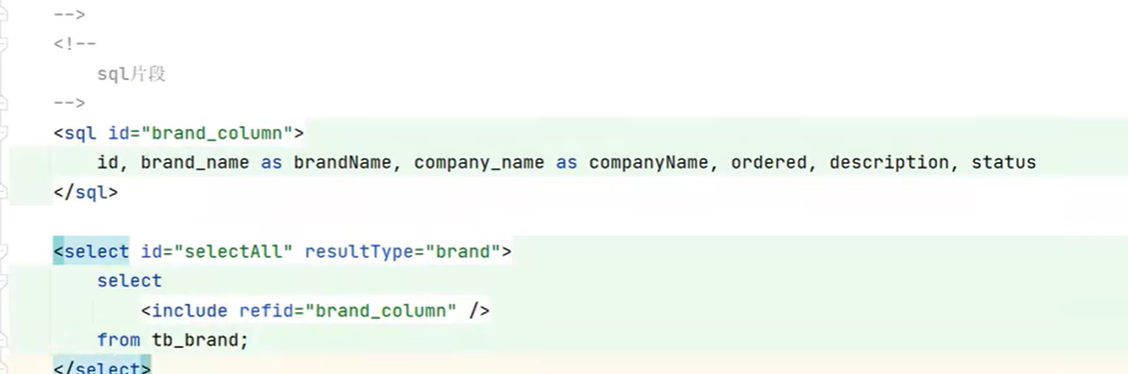 -->
<!--
sql片段
-->
<sql id="brand_column">
id, brand_name as brandName, company_name as companyName, ordered, description, status
</sql>
<select id="selectAll" resultType="brand">
select
<include refid="brand_column" />
from tb_brand;
</select>